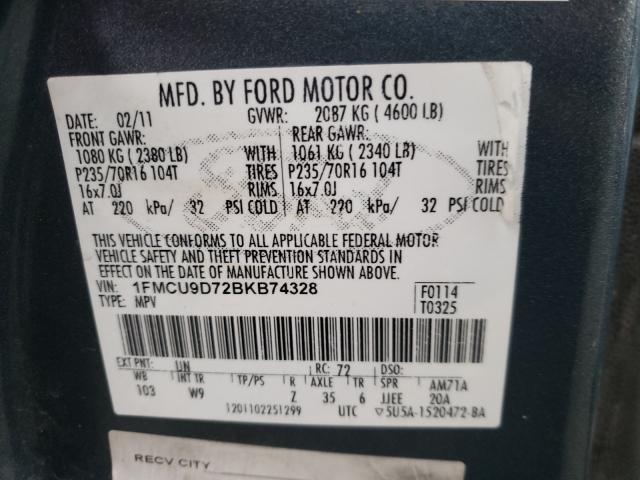 MFD. BY FORD MOTOR CO.
DATE: 02/11 GVWR: 2087 KG ( 4600 LB)
FRONT GAWR: REAR GAWR:
1080 KG ( 2380 LB) WITH 1061 KG ( 2340 LB) WITH
P235/70R16 104T TIRES P235/70R16 104T TIRES
16x7.0J RIMS 16x7.0J RIMS
AT 220 kPa/ 32 PSI COLD AT 220 kPa/ 32 PSI COLD
THIS VEHICLE CONFORMS TO ALL APPLICABLE FEDERAL MOTOR
VEHICLE SAFETY AND THEFT PREVENTION STANDARDS IN
EFFECT ON THE DATE OF MANUFACTURE SHOWN ABOVE.
VIN: 1FMCU9D72BKB74328 F0114
TYPE: MPV T0325
EXT PNT: UN RC: 72 DSO:
WB INT TR TP/PS R AXLE TR SPR AM71A
103 W9 Z 35 6 JJEE 20A
1201102251299 UTC ▽5U5A-1520472-BA
RECV CITY